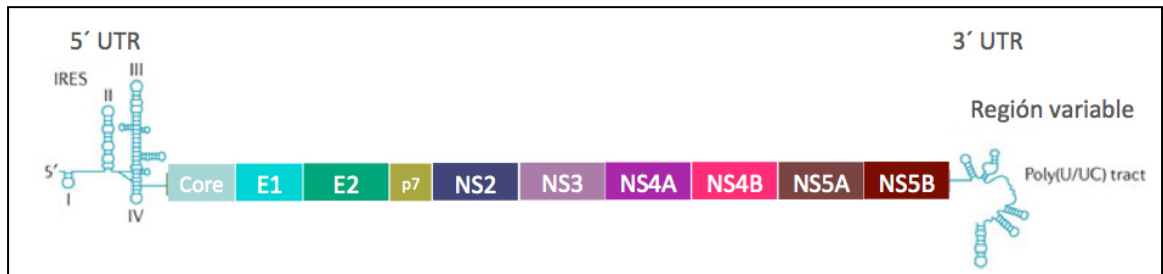 5´ UTR
3´ UTR
IRES
II
III
Región variable
5´
I
IV
Core
E1
E2
p7
NS2
NS3
NS4A
NS4B
NS5A
NS5B
Poly(U/UC) tract